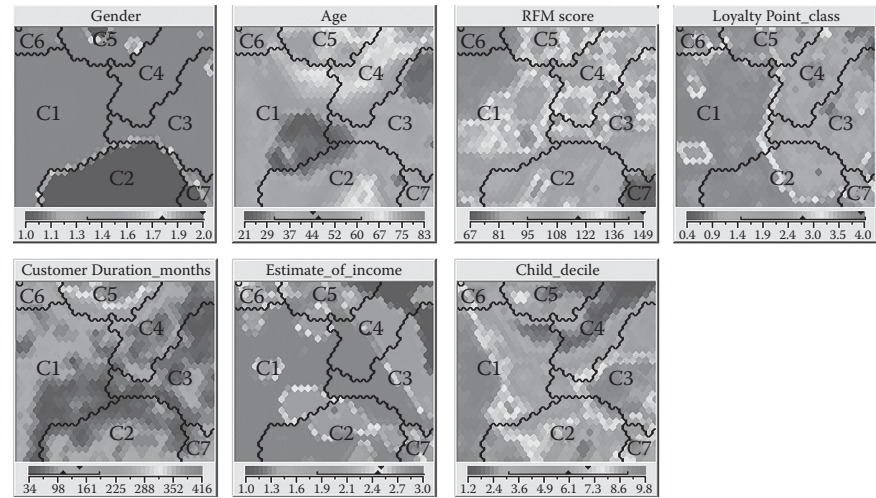 Gender
C6
C5
C4
C1
C3
C2
C7
1.0 1.1 1.3 1.4 1.6 1.7 1.9 2.0
Age
C6
C5
C4
C1
C3
C2
C7
21 29 37 44 52 60 67 75 83
RFM score
C6
C5
C4
C1
C3
C2
C7
67 81 95 108 122 136 149
Loyalty Point_class
C6
C5
C4
C1
C3
C2
C7
0.4 0.9 1.4 1.9 2.4 3.0 3.5 4.0
Customer Duration_months
C6
C5
C4
C1
C3
C2
C7
34 98 161 225 288 352 416
Estimate_of_income
C6
C5
C4
C1
C3
C2
C7
1.0 1.3 1.6 1.9 2.1 2.4 2.7 3.0
Child_decile
C6
C5
C4
C1
C3
C2
C7
1.2 2.4 3.6 4.9 6.1 7.3 8.6 9.8